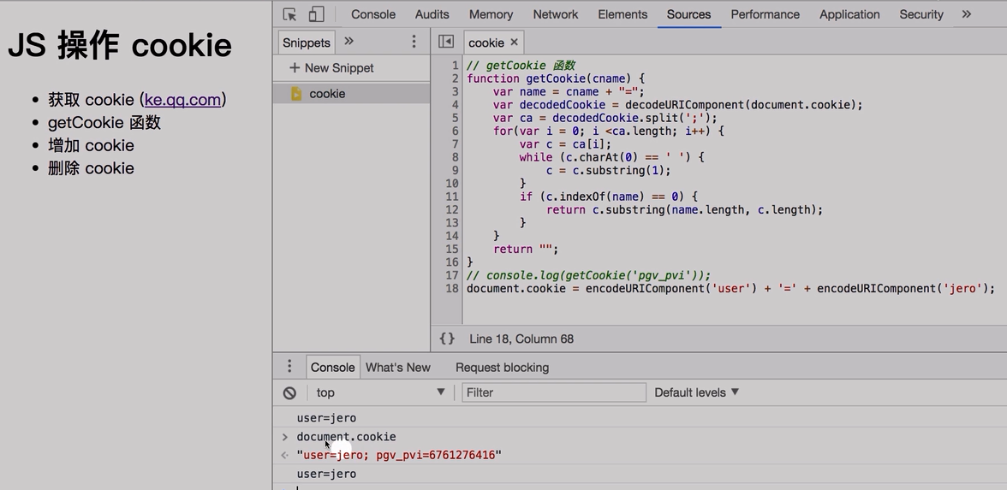 JS 操作 cookie
获取 cookie (ke.qq.com)
getCookie 函数
增加 cookie
删除 cookie
Console Audits Memory Network Elements Sources Performance Application Security »
Snippets »
cookie ×
+ New Snippet
cookie
1 // getCookie 函数
2 function getCookie(cname) {
3 var name = cname + "=";
4 var decodedCookie = decodeURIComponent(document.cookie);
5 var ca = decodedCookie.split(';');
6 for(var i = 0; i <ca.length; i++) {
7 var c = ca[i];
8 while (c.charAt(0) == ' ') {
9 c = c.substring(1);
10 }
11 if (c.indexOf(name) == 0) {
12 return c.substring(name.length, c.length);
13 }
14 }
15 return "";
16 }
17 // console.log(getCookie('pgv_pvi'));
18 document.cookie = encodeURIComponent('user') + '=' + encodeURIComponent('jero');
{} Line 18, Column 68
Console What's New Request blocking
top ▼ Filter Default levels ▼
user=jero
> document.cookie
"user=jero; pgv_pvi=6761276416"
user=jero